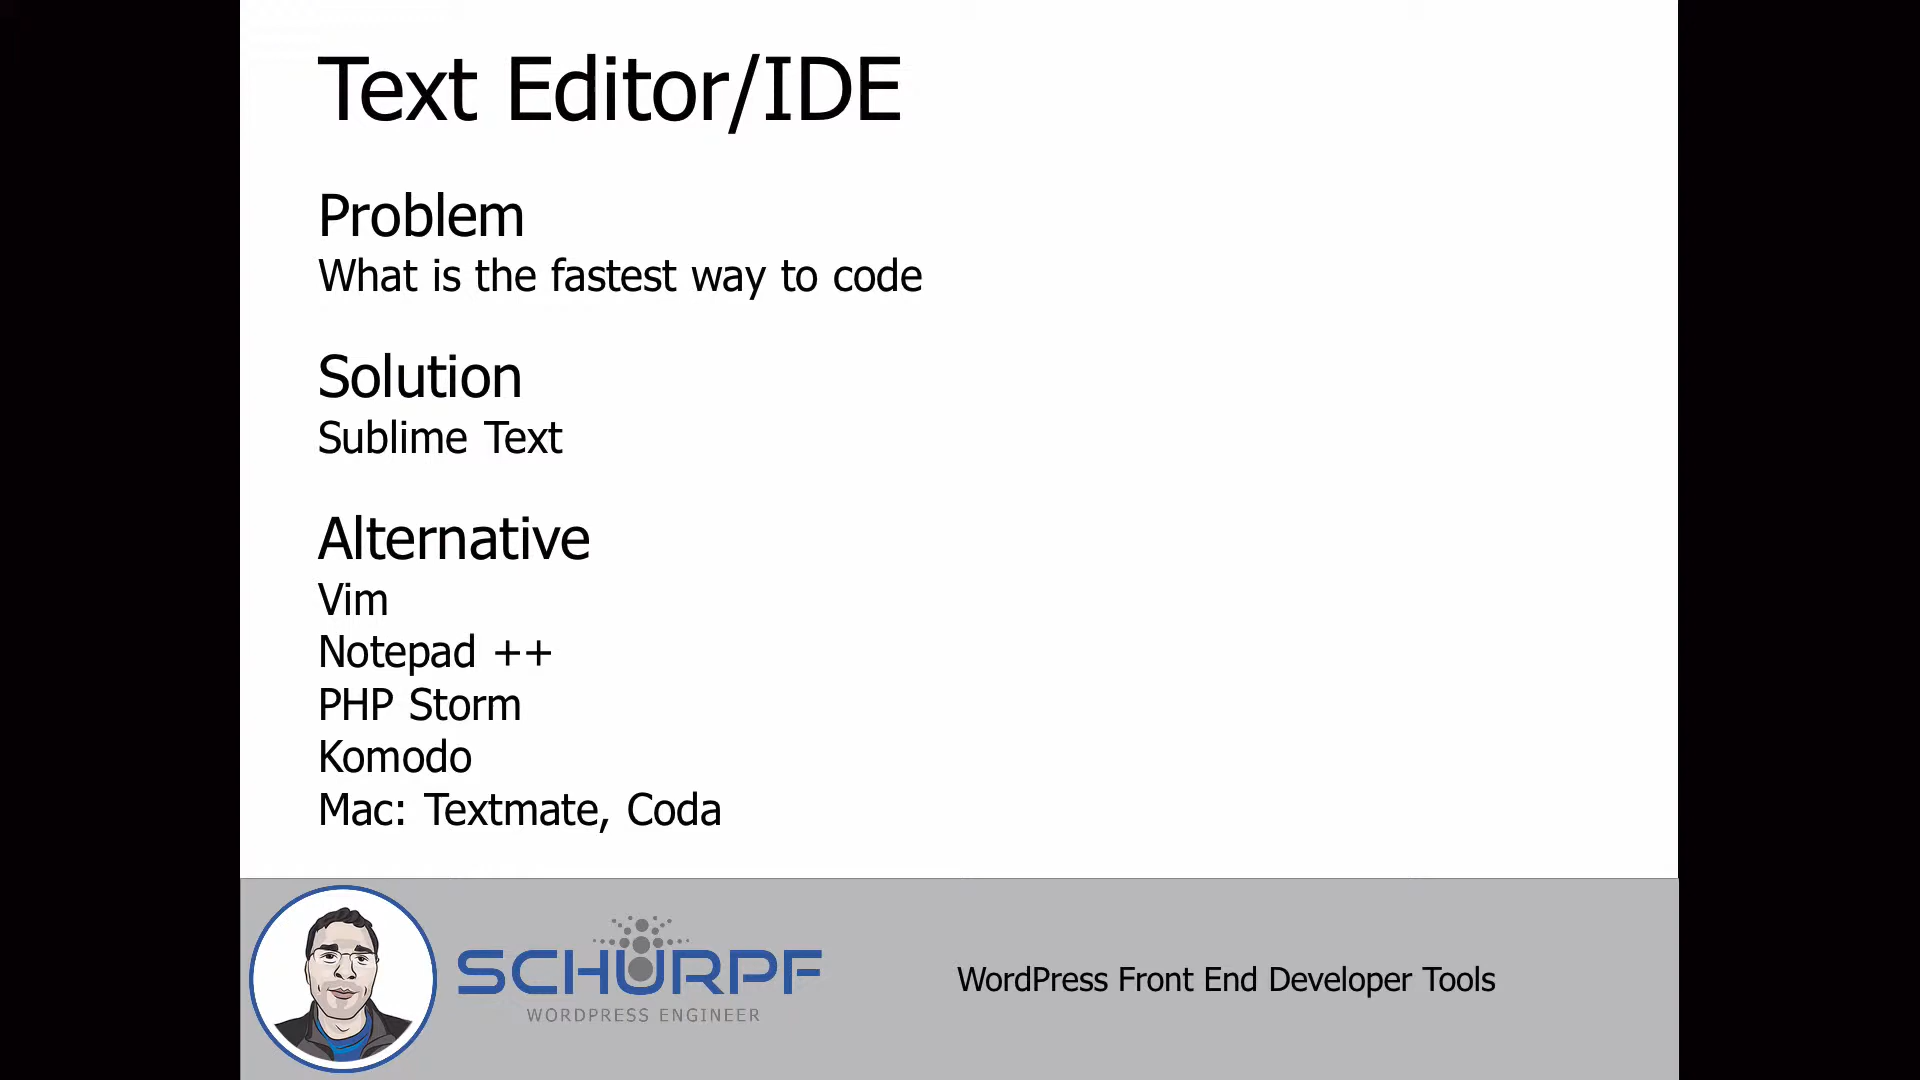 Text Editor/IDE
Problem
What is the fastest way to code
Solution
Sublime Text
Alternative
Vim
Notepad ++
PHP Storm
Komodo
Mac: Textmate, Coda
SCHURPF
WORDPRESS ENGINEER
WordPress Front End Developer Tools